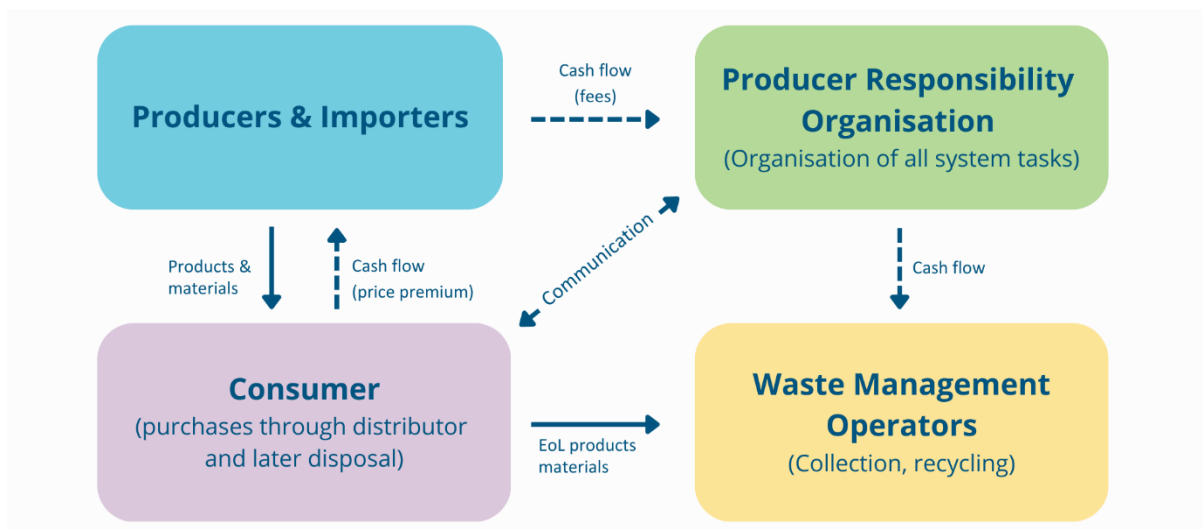 Producers & Importers
Cash flow
(fees)
Producer Responsibility
Organisation
(Organisation of all system tasks)
Products &
materials
Cash flow
(price premium)
Communication
Cash flow
Consumer
(purchases through distributor
and later disposal)
EoL products
materials
Waste Management
Operators
(Collection, recycling)